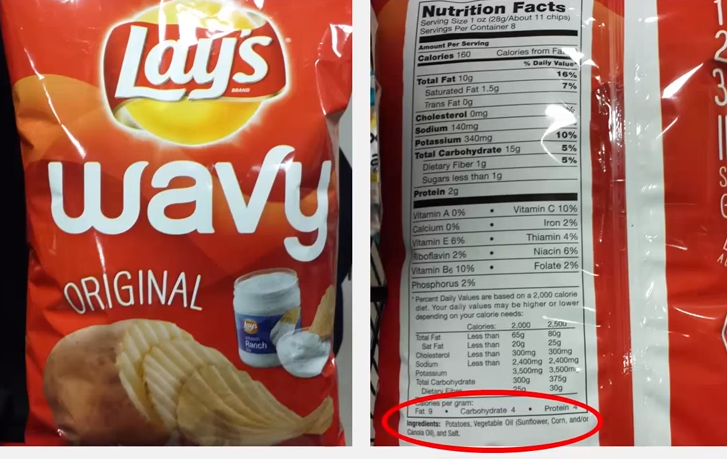 Lay's
BRAND
wavy
ORIGINAL
Lay's
Ranch
Nutrition Facts
Serving Size 1 oz (28g/About 11 chips)
Servings Per Container 8
Amount Per Serving
Calories 160 Calories from
% Daily Value*
Total Fat 10g 16%
Saturated Fat 1.5g 7%
Trans Fat 0g
Cholesterol 0mg
Sodium 140mg
Potassium 340mg 10%
Total Carbohydrate 15g 5%
Dietary Fiber 1g 5%
Sugars less than 1g
Protein 2g
Vitamin A 0% • Vitamin C 10%
Calcium 0% • Iron 2%
Vitamin E 6% • Thiamin 4%
Riboflavin 2% • Niacin 6%
Vitamin B6 10% • Folate 2%
Phosphorus 2%
*Percent Daily Values are based on a 2,000 calorie
diet. Your daily values may be higher or lower
depending on your calorie needs:
Calories: 2,000 2,500
Total Fat Less than 65g 80g
Sat Fat Less than 20g 25g
Cholesterol Less than 300mg 300mg
Sodium Less than 2,400mg 2,400mg
Potassium 3,500mg 3,500mg
Total Carbohydrate 300g 375g
Dietary Fiber 25g 30g
Calories per gram:
Fat 9 • Carbohydrate 4 • Protein 4
Ingredients: Potatoes, Vegetable Oil (Sunflower, Corn, and/or
Canola Oil), and Salt.